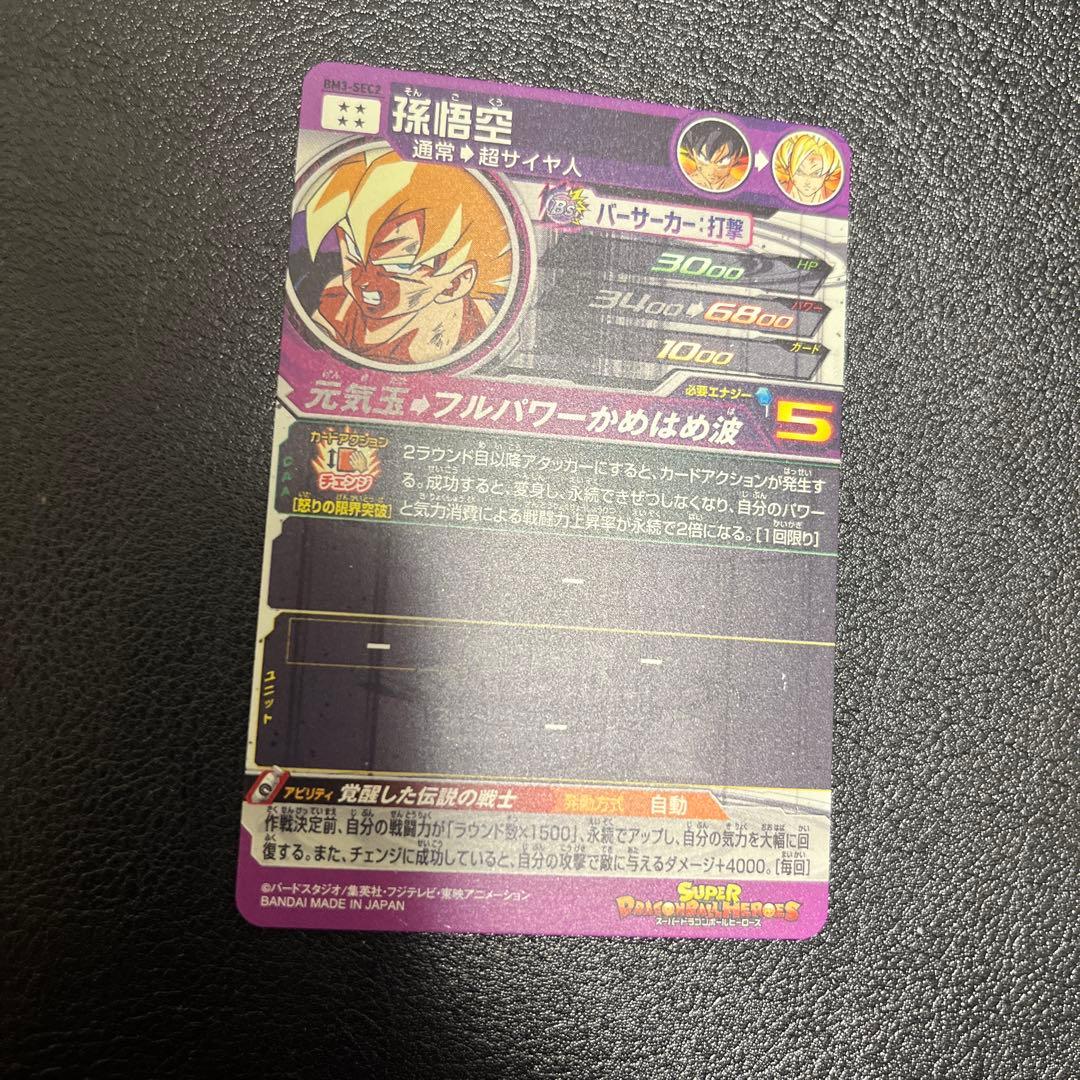 BM3-SEC2
孫悟空
そん ご くう
通常➡超サイヤ人
Bs
バーサーカー:打撃
3000 HP
3400➡6800 パワー
1000 ガード
元気玉➡フルパワーかめはめ波
必要エナジー 5
カードアクション
チェンジ
[怒りの限界突破]
CAA
2ラウンド目以降アタッカーにすると、カードアクションが発生す
る。成功すると、変身し、永続できぜつしなくなり、自分のパワー
と気力消費による戦闘力上昇率が永続で2倍になる。[1回限り]
ー
ユニット
ー
ー
ー
アビリティ 覚醒した伝説の戦士 発動方式 自動
作戦決定前、自分の戦闘力が[ラウンド数×1500]、永続でアップし、自分の気力を大幅に回
復する。また、チェンジに成功していると、自分の攻撃で敵に与えるダメージ+4000。[毎回]
©バードスタジオ/集英社・フジテレビ・東映アニメーション
BANDAI MADE IN JAPAN
SUPER
DRAGONBALL HEROES
スーパードラゴンボールヒーローズ